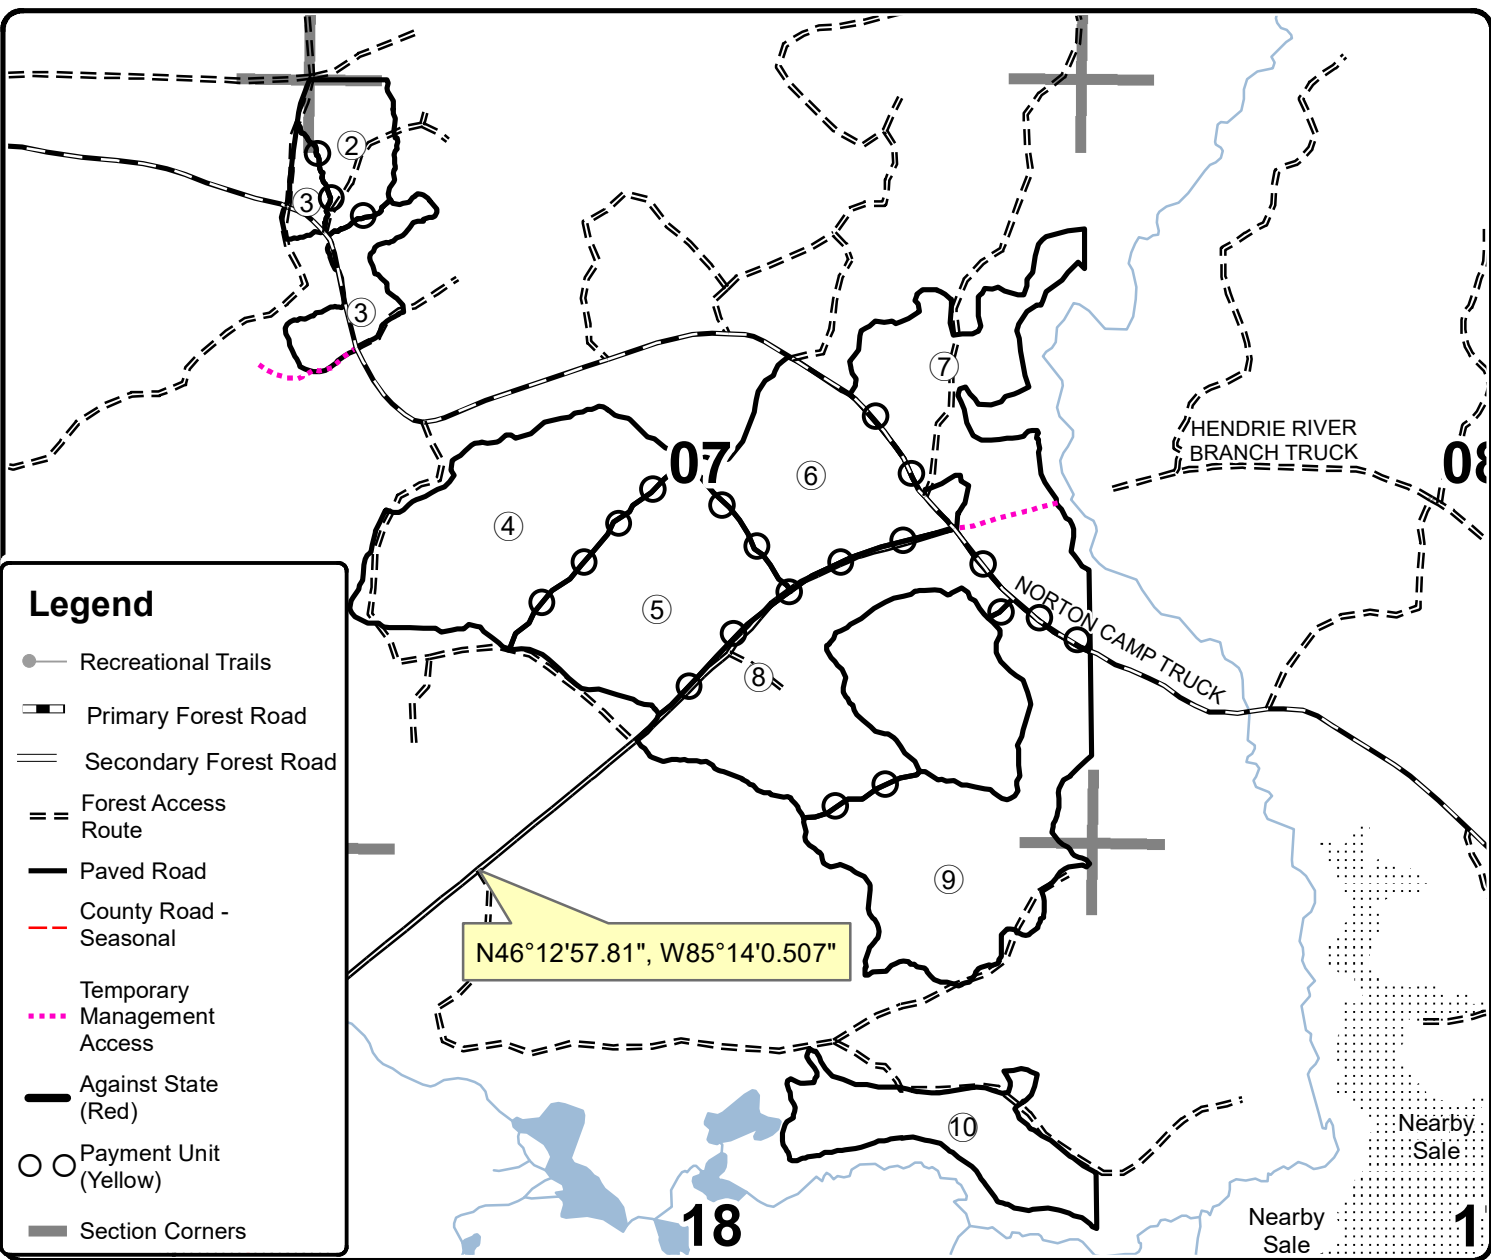 ②
③
③
⑦
HENDRIE RIVER
BRANCH TRUCK
07
08
⑥
④
⑤
NORTON CAMP TRUCK
⑧
⑨
N46°12'57.81", W85°14'0.507"
⑩
18
Nearby
Sale
Nearby
Sale
1
Legend
Recreational Trails
Primary Forest Road
Secondary Forest Road
Forest Access
Route
Paved Road
County Road -
Seasonal
Temporary
Management
Access
Against State
(Red)
Payment Unit
(Yellow)
Section Corners